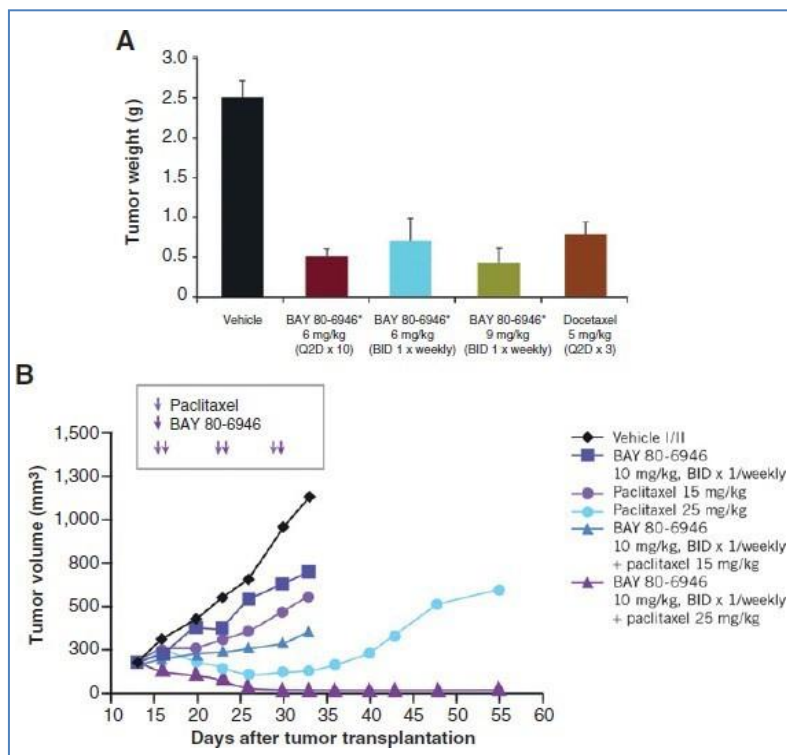 A
Tumor weight (g)
3.0
2.5
2.0
1.5
1.0
0.5
0
Vehicle
BAY 80-6946*
6 mg/kg
(Q2D x 10)
BAY 80-6946*
6 mg/kg
(BID 1 x weekly)
BAY 80-6946*
9 mg/kg
(BID 1 x weekly)
Docetaxel
5 mg/kg
(Q2D x 3)
B
Paclitaxel
BAY 80-6946
Tumor volume (mm³)
1,500
1,300
1,000
800
500
300
0
10 15 20 25 30 35 40 45 50 55 60
Days after tumor transplantation
Vehicle I/II
BAY 80-6946
10 mg/kg, BID x 1/weekly
Paclitaxel 15 mg/kg
Paclitaxel 25 mg/kg
BAY 80-6946
10 mg/kg, BID x 1/weekly
+ paclitaxel 15 mg/kg
BAY 80-6946
10 mg/kg, BID x 1/weekly
+ paclitaxel 25 mg/kg